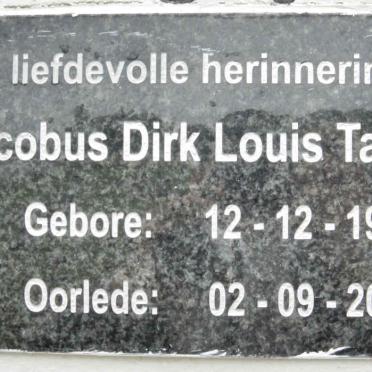 liefdevolle herinnerin
cobus Dirk Louis Ta
Gebore: 12 - 12 - 19
Oorlede: 02 - 09 - 20